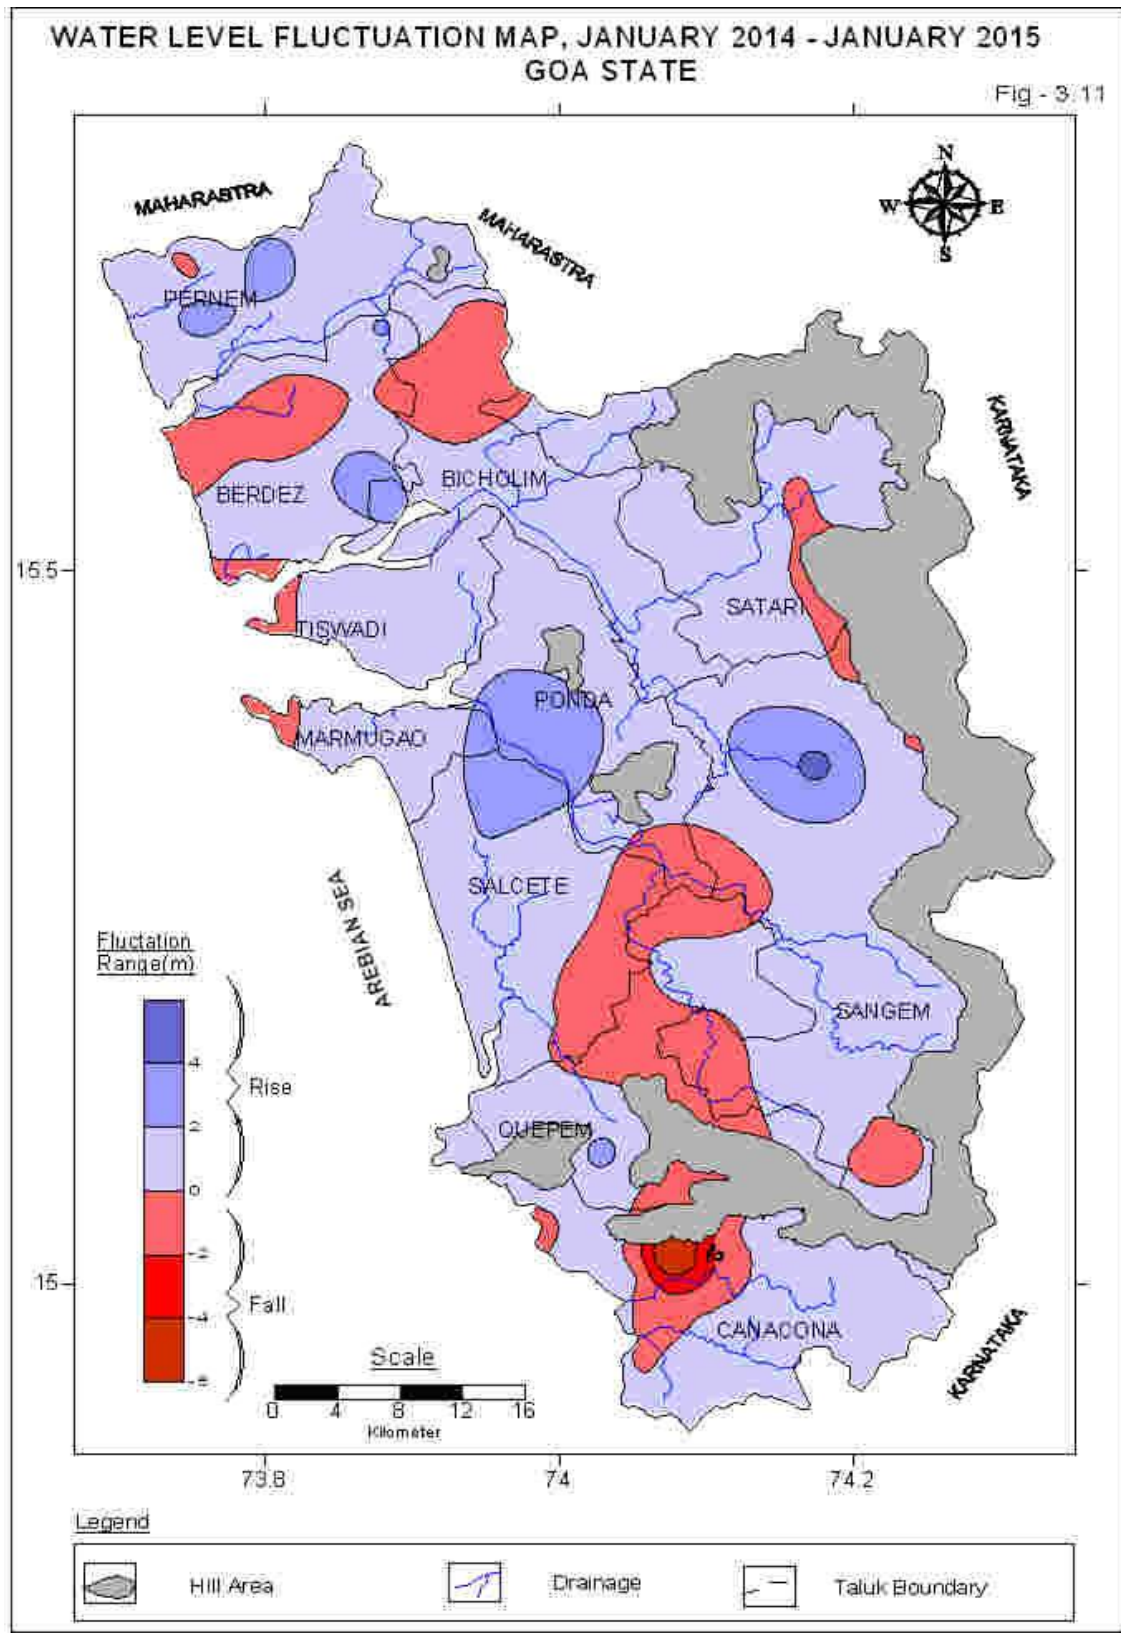 WATER LEVEL FLUCTUATION MAP, JANUARY 2014 - JANUARY 2015
GOA STATE
Fig - 3.11
N
MAHARASTRA
MAHARASTRA
W E
S
PERNEM
KARNATAKA
BICHOLIM
BERDEZ
15.5
SATARI
TISWADI
PONDA
MARMUGAO
SALCETE
AREBIAN SEA
Fluctation
Range(m)
SANGEM
4
Rise
2
QUEPEM
0
-2
15
Fall
-4
CANACONA
KARNATAKA
Scale
0 4 8 12 16
Kilometer
73.8 74 74.2
Legend
Hill Area
Drainage
Taluk Boundary